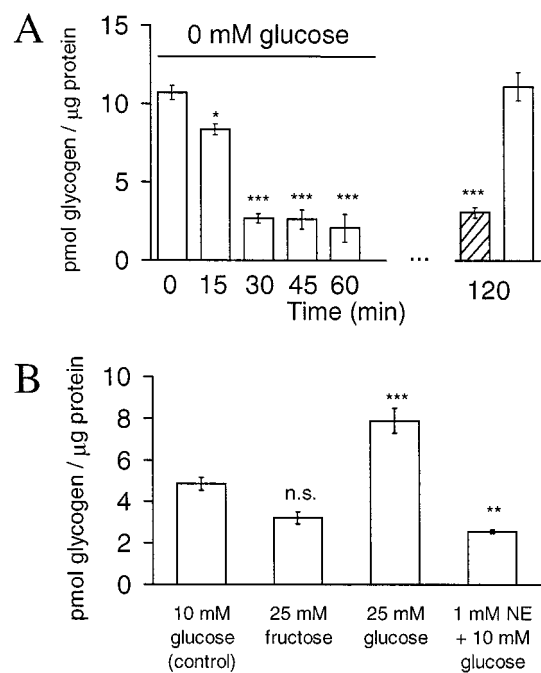 A
15
10
5
0
pmol glycogen / µg protein
0 mM glucose
*
***
***
***
***
...
0 15 30 45 60 120
Time (min)
B
10
8
6
4
2
0
pmol glycogen / µg protein
n.s.
***
**
10 mM glucose (control)
25 mM fructose
25 mM glucose
1 mM NE + 10 mM glucose